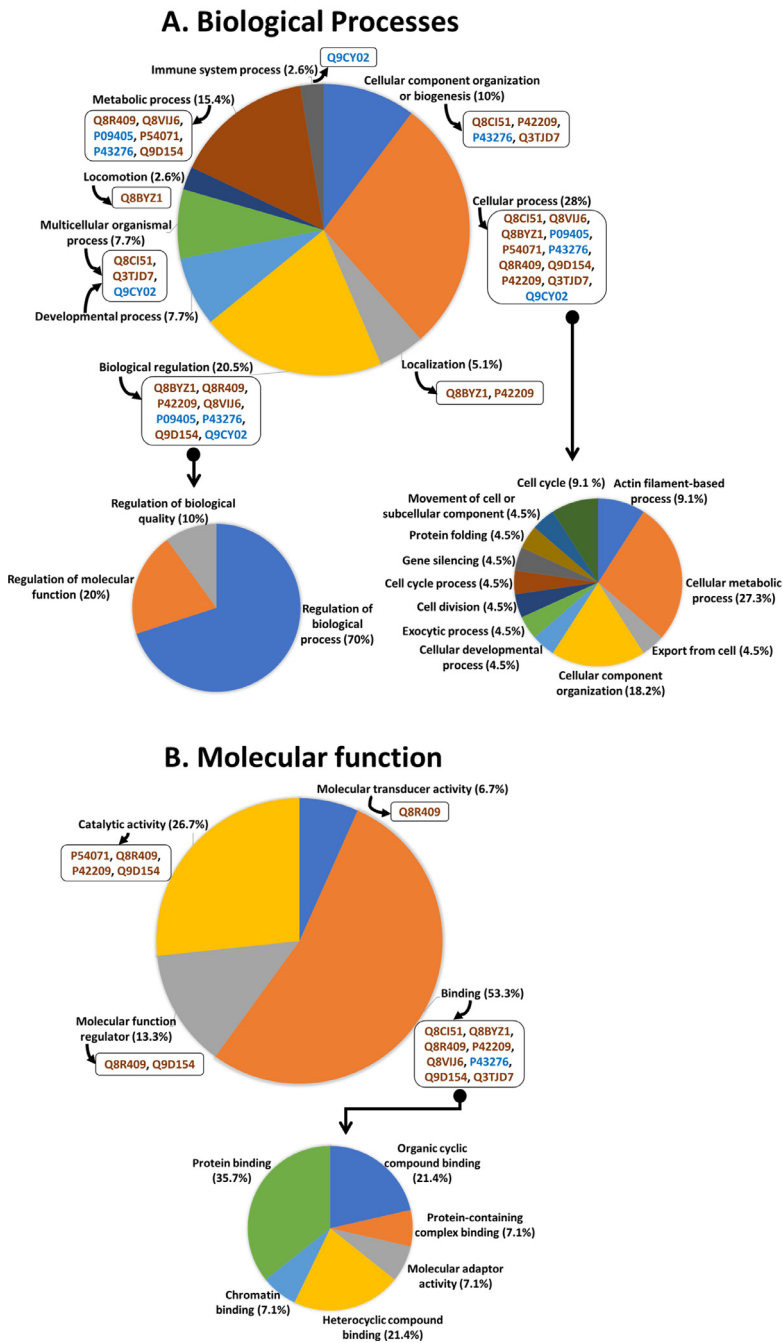 A. Biological Processes
Q9CY02
Immune system process (2.6%)
Cellular component organization
or biogenesis (10%)
Q8CI51, P42209,
P43276, Q3TJD7
Metabolic process (15.4%)
Q8R409, Q8VIJ6,
P09405, P54071,
P43276, Q9D154
Locomotion (2.6%)
Q8BYZ1
Cellular process (28%)
Q8CI51, Q8VIJ6,
Q8BYZ1, P09405,
P54071, P43276,
Q8R409, Q9D154,
P42209, Q3TJD7,
Q9CY02
Multicellular organismal
process (7.7%)
Q8CI51,
Q3TJD7,
Q9CY02
Developmental process (7.7%)
Biological regulation (20.5%)
Q8BYZ1, Q8R409,
P42209, Q8VIJ6,
P09405, P43276,
Q9D154, Q9CY02
Localization (5.1%)
Q8BYZ1, P42209
Regulation of biological
quality (10%)
Regulation of molecular
function (20%)
Regulation of
biological
process (70%)
Cell cycle (9.1 %)
Actin filament-based
process (9.1%)
Movement of cell or
subcellular component (4.5%)
Protein folding (4.5%)
Gene silencing (4.5%)
Cell cycle process (4.5%)
Cell division (4.5%)
Exocytic process (4.5%)
Cellular developmental
process (4.5%)
Cellular metabolic
process (27.3%)
Export from cell (4.5%)
Cellular component
organization (18.2%)
B. Molecular function
Molecular transducer activity (6.7%)
Q8R409
Catalytic activity (26.7%)
P54071, Q8R409,
P42209, Q9D154
Binding (53.3%)
Q8CI51, Q8BYZ1,
Q8R409, P42209,
Q8VIJ6, P43276,
Q9D154, Q3TJD7
Molecular function
regulator (13.3%)
Q8R409, Q9D154
Protein binding
(35.7%)
Organic cyclic
compound binding
(21.4%)
Protein-containing
complex binding (7.1%)
Molecular adaptor
activity (7.1%)
Chromatin
binding (7.1%)
Heterocyclic compound
binding (21.4%)